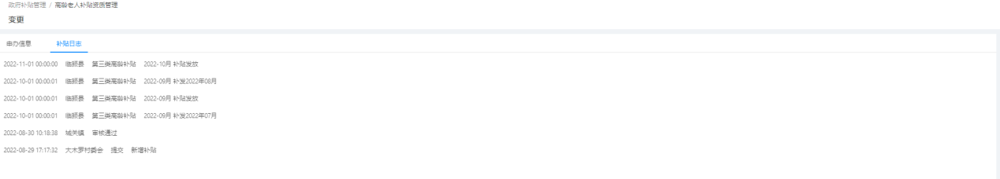 政府补贴管理 / 高龄老人补贴资质管理
变更
申办信息 补贴日志
2022-11-01 00:00:00 临颍县 第三类高龄补贴 2022-10月 补贴发放
2022-10-01 00:00:01 临颍县 第三类高龄补贴 2022-09月 补发2022年08月
2022-10-01 00:00:01 临颍县 第三类高龄补贴 2022-09月 补贴发放
2022-10-01 00:00:01 临颍县 第三类高龄补贴 2022-09月 补发2022年07月
2022-08-30 10:18:38 城关镇 审核通过
2022-08-29 17:17:32 大木罗村委会 提交 新增补贴